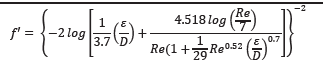 f' = {-2 log [1/3.7 (ε/D) + 4.518 log (Re/7) / Re(1 + 1/29 Re^0.52 (ε/D)^0.7]}^-2